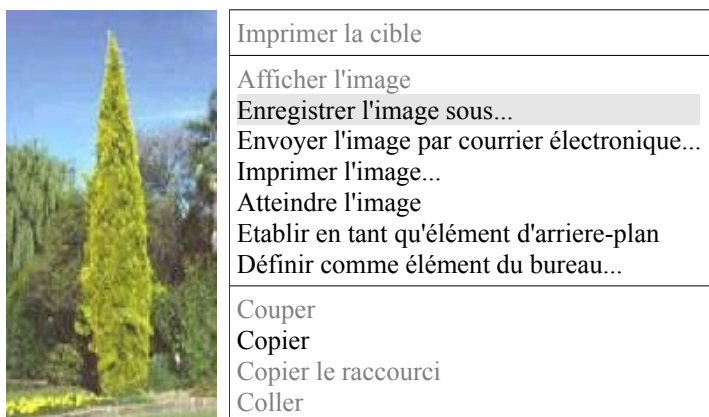 Imprimer la cible
Afficher l'image
Enregistrer l'image sous...
Envoyer l'image par courrier électronique...
Imprimer l'image...
Atteindre l'image
Etablir en tant qu'élément d'arriere-plan
Définir comme élément du bureau...
Couper
Copier
Copier le raccourci
Coller